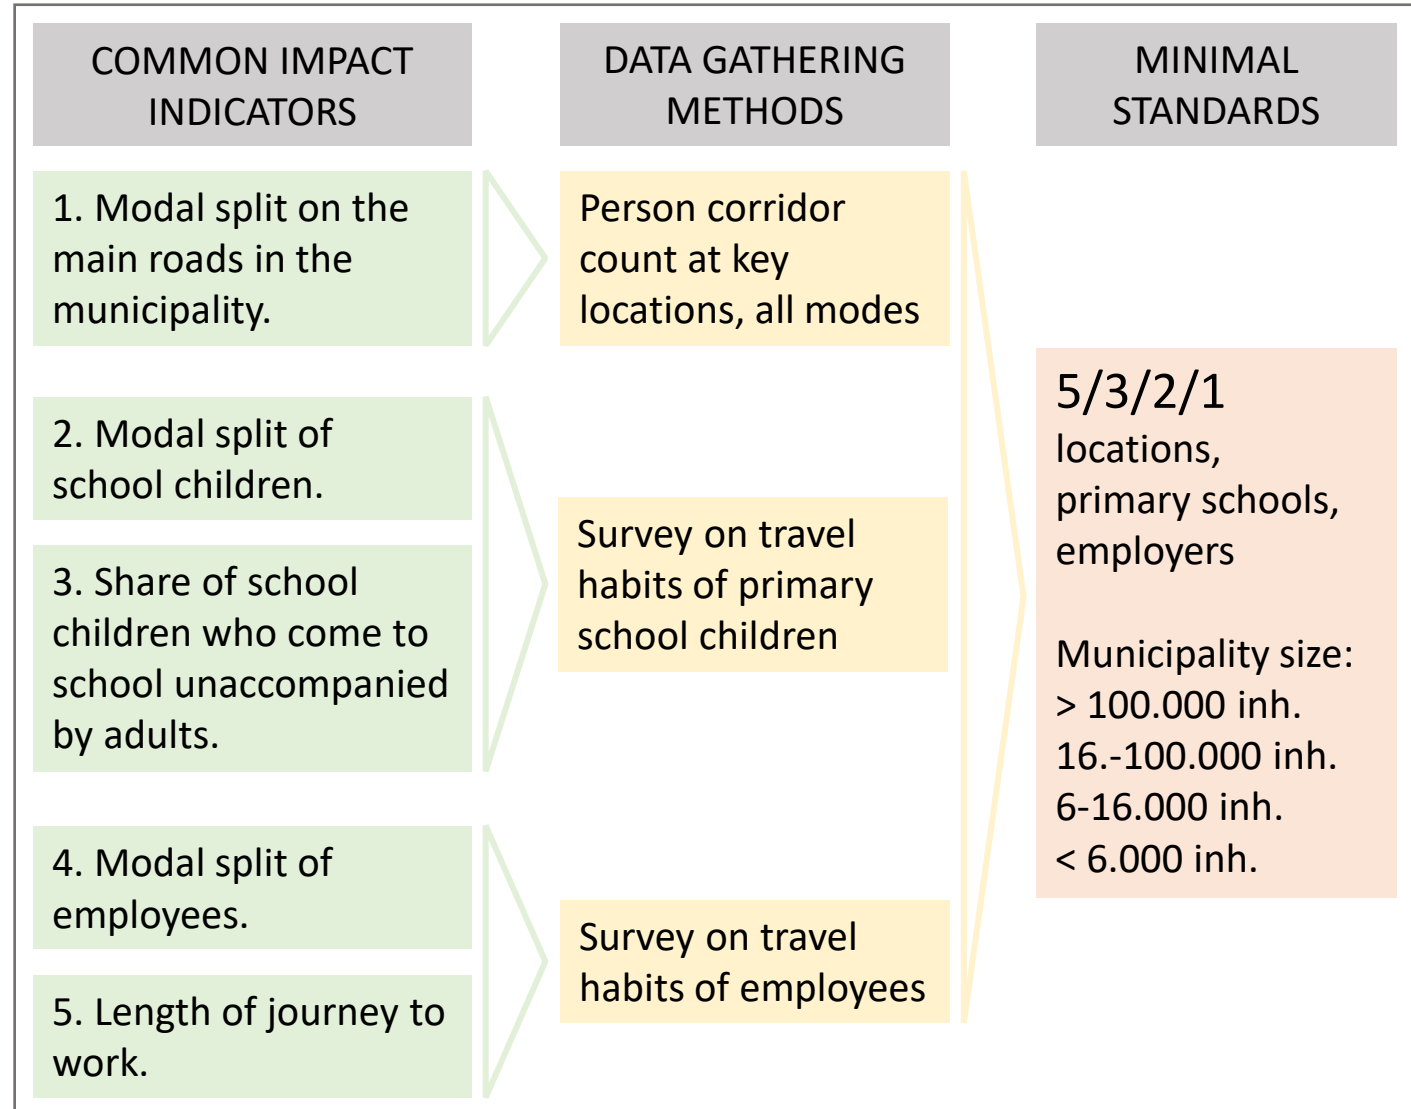 COMMON IMPACT
INDICATORS
DATA GATHERING
METHODS
MINIMAL
STANDARDS
1. Modal split on the
main roads in the
municipality.
Person corridor
count at key
locations, all modes
2. Modal split of
school children.
3. Share of school
children who come to
school unaccompanied
by adults.
Survey on travel
habits of primary
school children
4. Modal split of
employees.
5. Length of journey to
work.
Survey on travel
habits of employees
5/3/2/1
locations,
primary schools,
employers
Municipality size:
> 100.000 inh.
16.-100.000 inh.
6-16.000 inh.
< 6.000 inh.